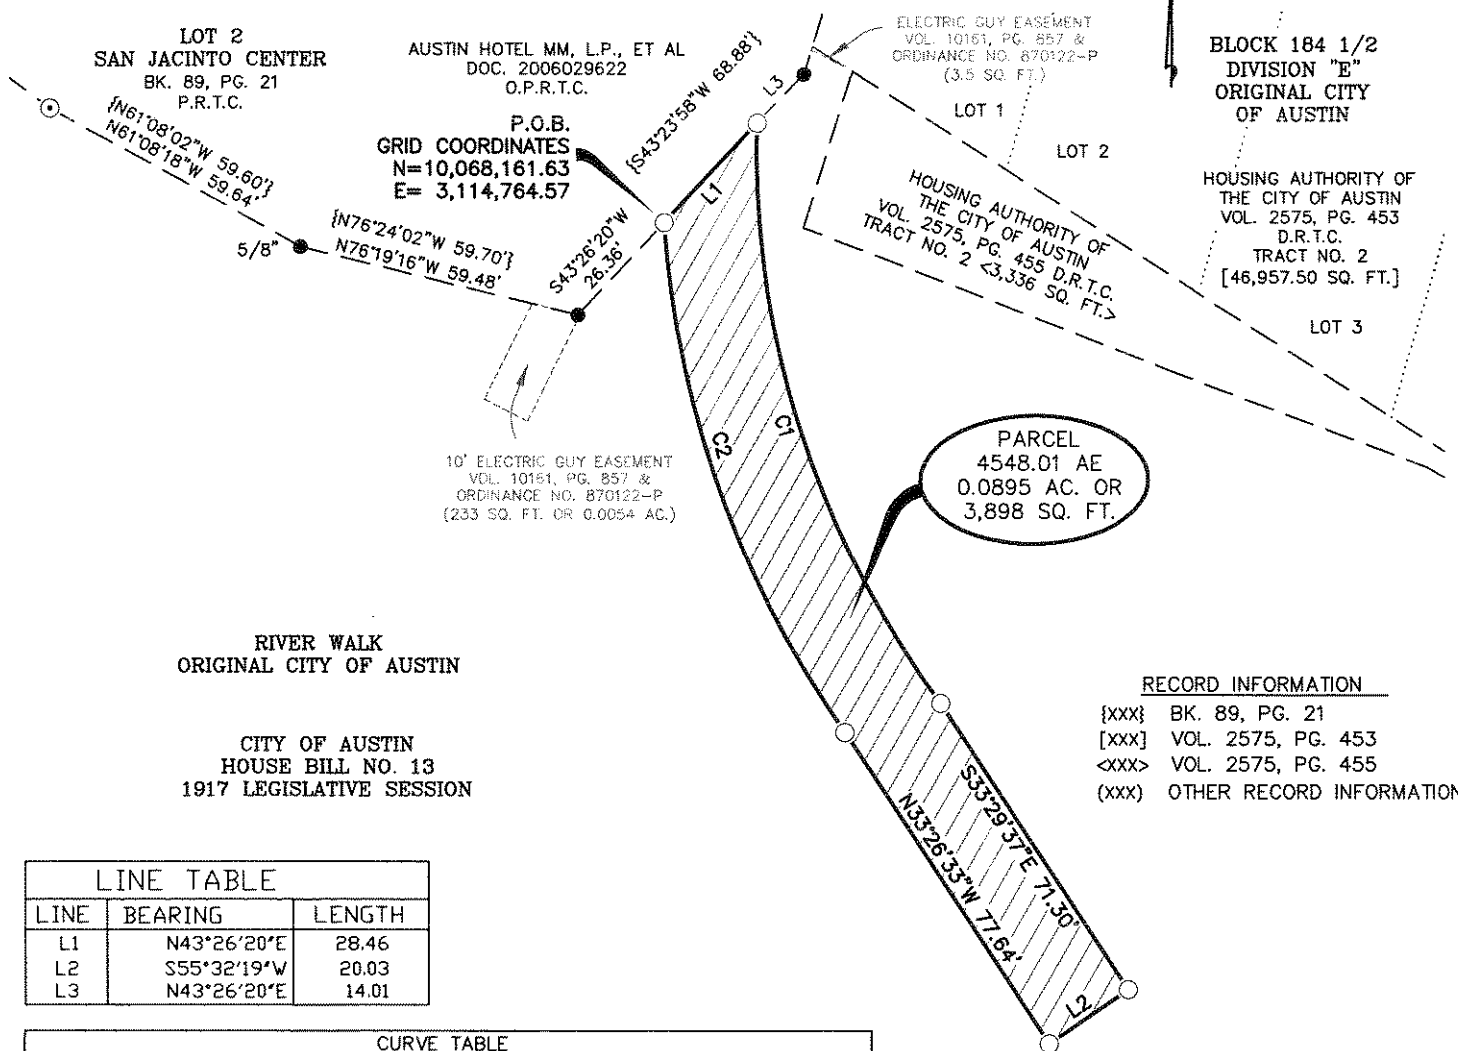 LOT 2
SAN JACINTO CENTER
BK. 89, PG. 21
P.R.T.C.
AUSTIN HOTEL MM, L.P., ET AL
DOC. 2006029622
O.P.R.T.C.
P.O.B.
GRID COORDINATES
N=10,068,161.63
E= 3,114,764.57
{S43°23'58"W 68.88'}
L3
ELECTRIC GUY EASEMENT
VOL. 10161, PG. 857 &
ORDINANCE NO. 870122-P
(3.5 SQ. FT.)
BLOCK 184 1/2
DIVISION "E"
ORIGINAL CITY
OF AUSTIN
LOT 1
LOT 2
{N61°08'02"W 59.60'}
N61°08'18"W 59.64'
5/8"
{N76°24'02"W 59.70'}
N76°19'16"W 59.48'
S43°26'20"W
26.36'
L1
HOUSING AUTHORITY OF
THE CITY OF AUSTIN
VOL. 2575, PG. 455 D.R.T.C.
TRACT NO. 2 <3,336 SQ. FT.>
HOUSING AUTHORITY OF
THE CITY OF AUSTIN
VOL. 2575, PG. 453
D.R.T.C.
TRACT NO. 2
[46,957.50 SQ. FT.]
LOT 3
C2
C1
10' ELECTRIC GUY EASEMENT
VOL. 10161, PG. 857 &
ORDINANCE NO. 870122-P
(233 SQ. FT. OR 0.0054 AC.)
PARCEL
4548.01 AE
0.0895 AC. OR
3,898 SQ. FT.
RIVER WALK
ORIGINAL CITY OF AUSTIN
CITY OF AUSTIN
HOUSE BILL NO. 13
1917 LEGISLATIVE SESSION
RECORD INFORMATION
{XXX} BK. 89, PG. 21
[XXX] VOL. 2575, PG. 453
<XXX> VOL. 2575, PG. 455
(XXX) OTHER RECORD INFORMATION
S33°29'37"E 71.30'
N33°26'33"W 77.64'
L2
LINE TABLE
LINE BEARING LENGTH
L1 N43°26'20"E 28.46
L2 S55°32'19"W 20.03
L3 N43°26'20"E 14.01
CURVE TABLE